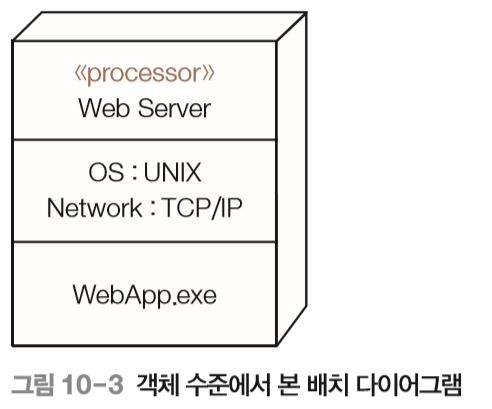 《processor》
Web Server
OS : UNIX
Network : TCP/IP
WebApp.exe
그림 10-3 객체 수준에서 본 배치 다이어그램